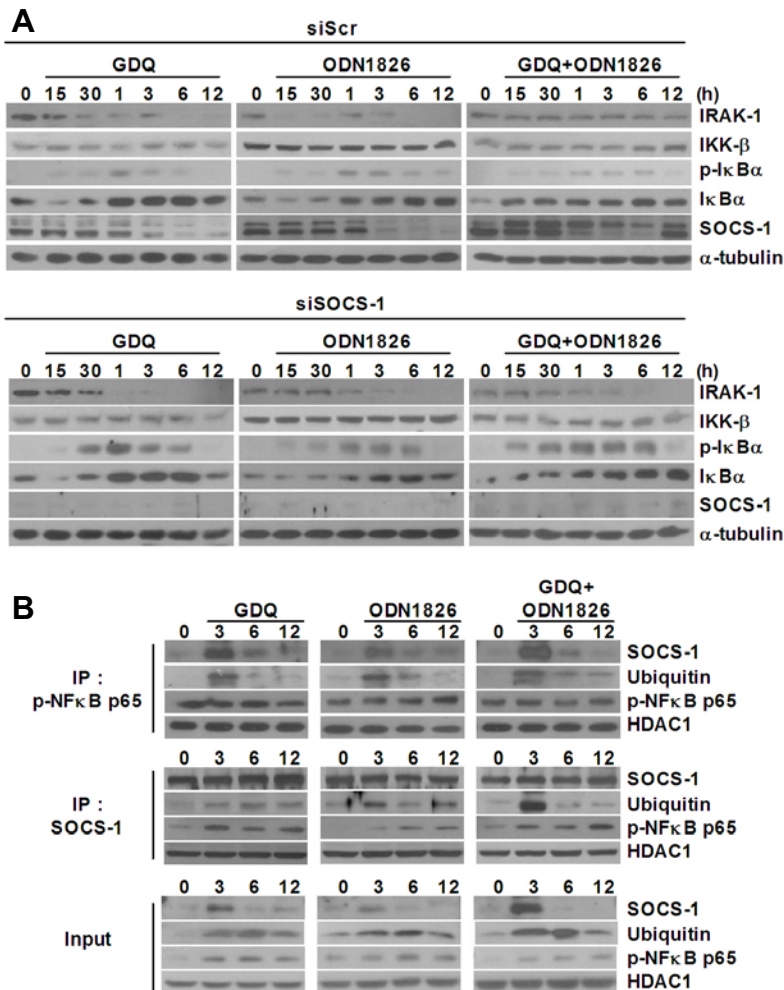 A
siScr
GDQ ODN1826 GDQ+ODN1826
0 15 30 1 3 6 12 0 15 30 1 3 6 12 0 15 30 1 3 6 12 (h)
IRAK-1
IKK-β
p-IκBα
IκBα
SOCS-1
α-tubulin
siSOCS-1
GDQ ODN1826 GDQ+ODN1826
0 15 30 1 3 6 12 0 15 30 1 3 6 12 0 15 30 1 3 6 12 (h)
IRAK-1
IKK-β
p-IκBα
IκBα
SOCS-1
α-tubulin
B
GDQ ODN1826 GDQ+
ODN1826
0 3 6 12 0 3 6 12 0 3 6 12
IP :
p-NFκB p65
SOCS-1
Ubiquitin
p-NFκB p65
HDAC1
0 3 6 12 0 3 6 12 0 3 6 12
IP :
SOCS-1
SOCS-1
Ubiquitin
p-NFκB p65
HDAC1
0 3 6 12 0 3 6 12 0 3 6 12
Input
SOCS-1
Ubiquitin
p-NFκB p65
HDAC1